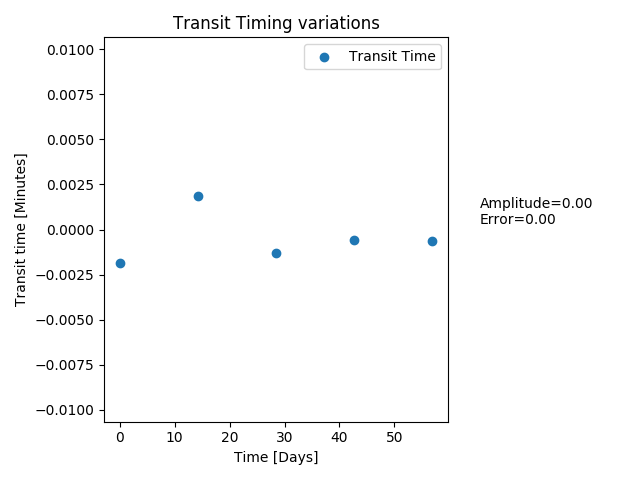 Transit Timing variations
Transit Time
0.0100
0.0075
0.0050
0.0025
0.0000
−0.0025
−0.0050
−0.0075
−0.0100
Transit time [Minutes]
0 10 20 30 40 50
Time [Days]
Amplitude=0.00
Error=0.00